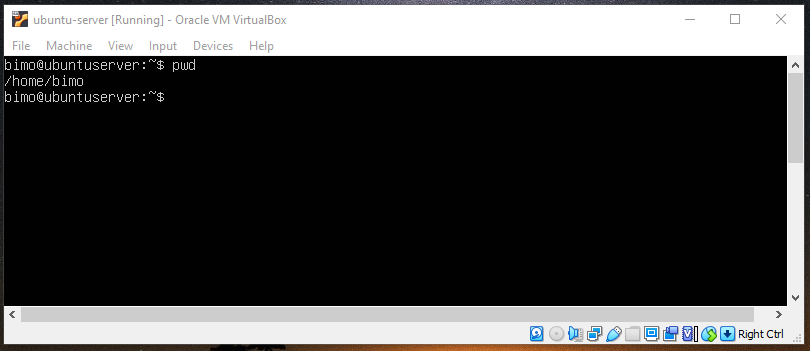 ubuntu-server [Running] - Oracle VM VirtualBox
File Machine View Input Devices Help
bimo@ubuntuserver:~$ pwd
/home/bimo
bimo@ubuntuserver:~$
Right Ctrl